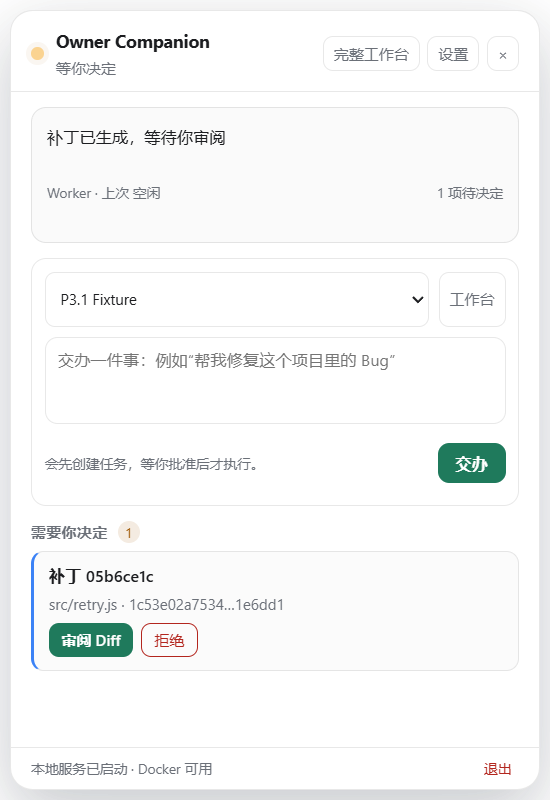 Owner Companion
等你决定
完整工作台
设置
×
补丁已生成，等待你审阅
Worker · 上次 空闲
1 项待决定
P3.1 Fixture
工作台
交办一件事：例如“帮我修复这个项目里的 Bug”
会先创建任务，等你批准后才执行。
交办
需要你决定
1
补丁 05b6ce1c
src/retry.js · 1c53e02a7534…1e6dd1
审阅 Diff
拒绝
本地服务已启动 · Docker 可用
退出